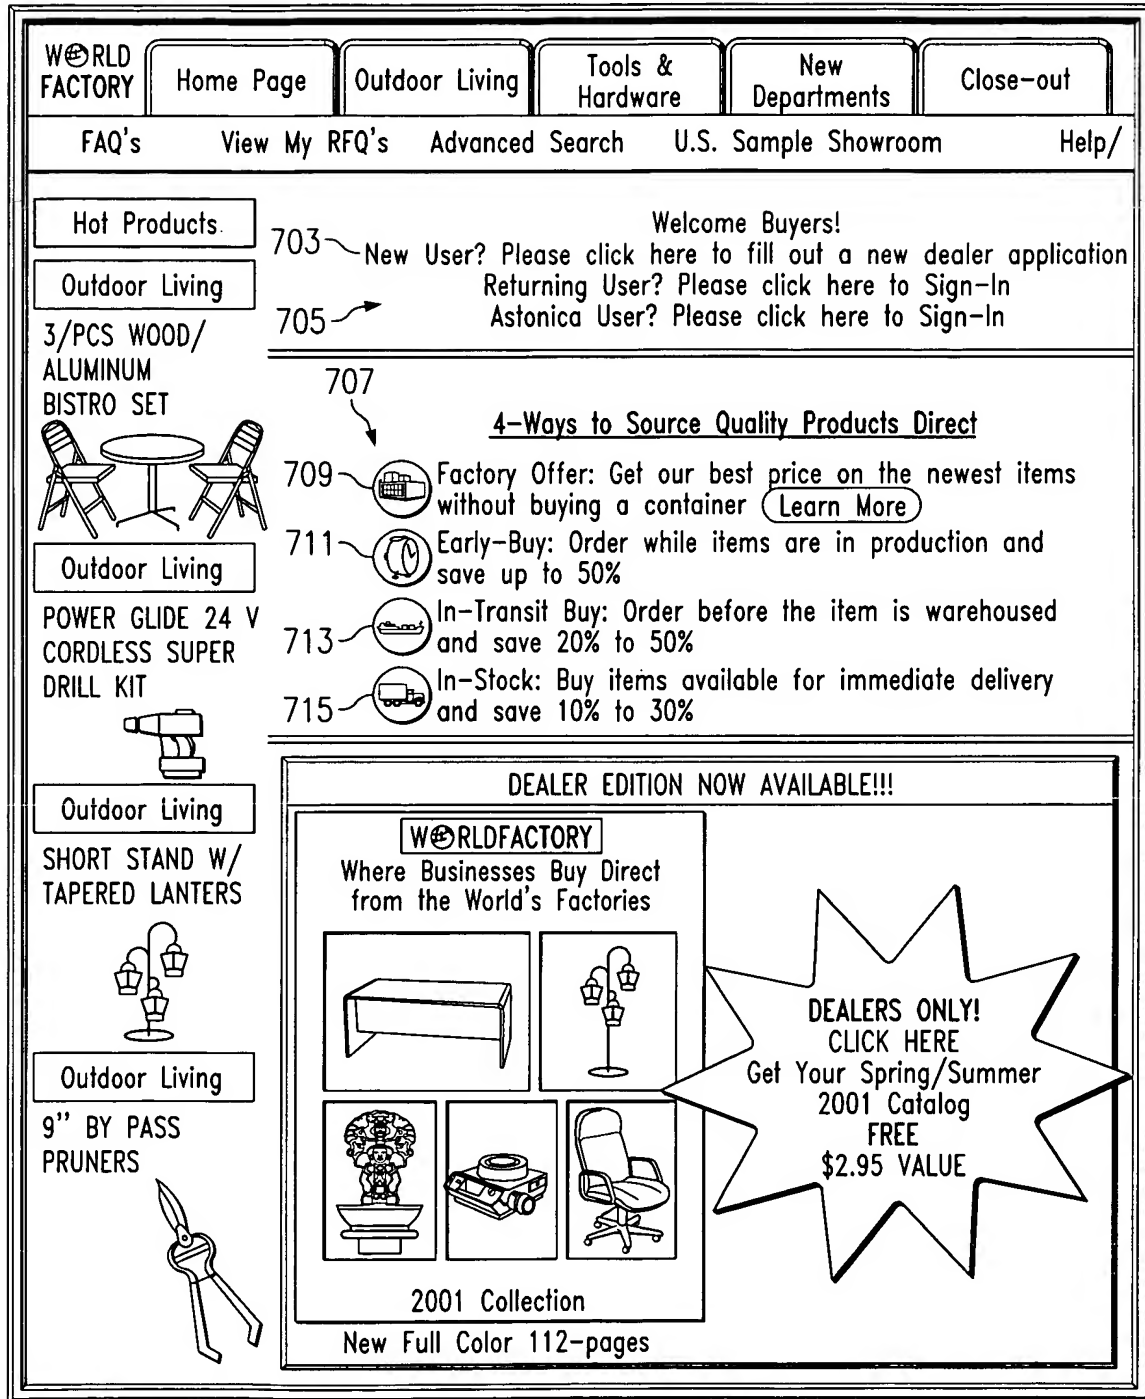 WORLD
FACTORY
Home Page
Outdoor Living
Tools &
Hardware
New
Departments
Close-out
FAQ's View My RFQ's Advanced Search U.S. Sample Showroom Help/
Hot Products
Outdoor Living
3/PCS WOOD/
ALUMINUM
BISTRO SET
Outdoor Living
POWER GLIDE 24 V
CORDLESS SUPER
DRILL KIT
Outdoor Living
SHORT STAND W/
TAPERED LANTERS
Outdoor Living
9" BY PASS
PRUNERS
Welcome Buyers!
703
New User? Please click here to fill out a new dealer application
Returning User? Please click here to Sign-In
705
Astonica User? Please click here to Sign-In
707
4-Ways to Source Quality Products Direct
709
Factory Offer: Get our best price on the newest items
without buying a container Learn More
711
Early-Buy: Order while items are in production and
save up to 50%
713
In-Transit Buy: Order before the item is warehoused
and save 20% to 50%
715
In-Stock: Buy items available for immediate delivery
and save 10% to 30%
DEALER EDITION NOW AVAILABLE!!!
WORLDFACTORY
Where Businesses Buy Direct
from the World's Factories
2001 Collection
New Full Color 112-pages
DEALERS ONLY!
CLICK HERE
Get Your Spring/Summer
2001 Catalog
FREE
$2.95 VALUE